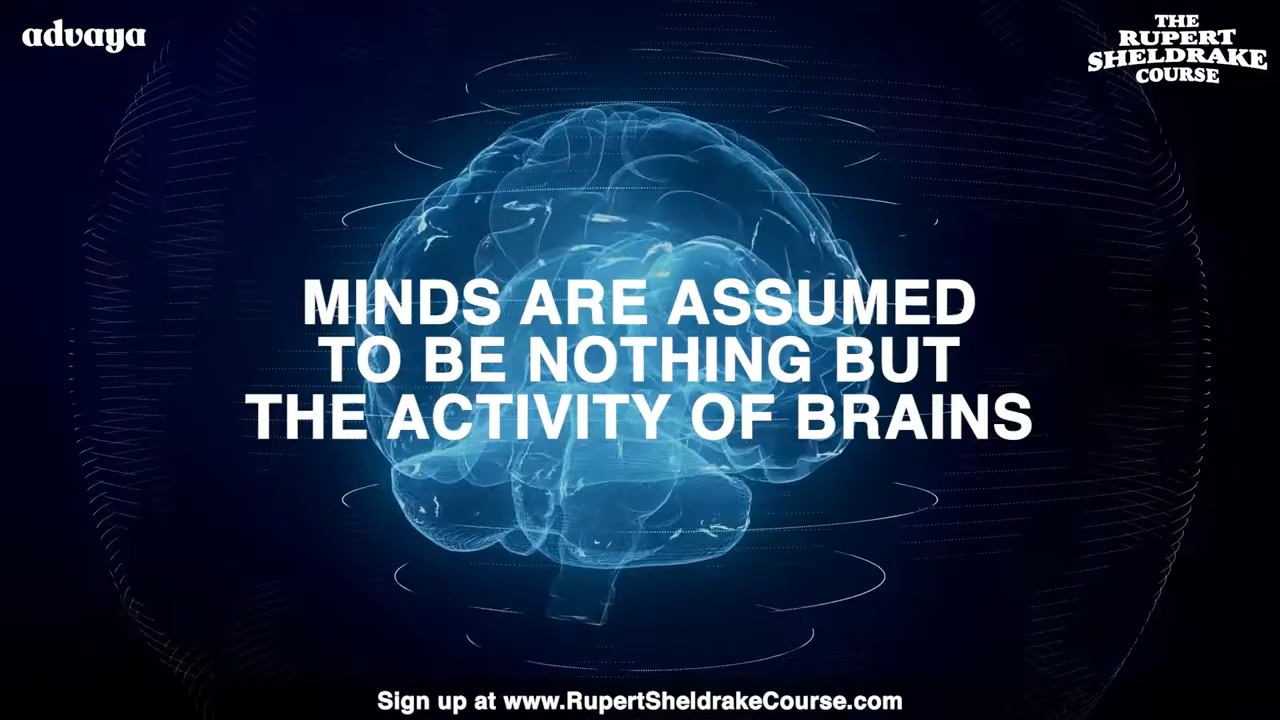 advaya
THE
RUPERT
SHELDRAKE
COURSE
MINDS ARE ASSUMED
TO BE NOTHING BUT
THE ACTIVITY OF BRAINS
Sign up at www.RupertSheldrakeCourse.com